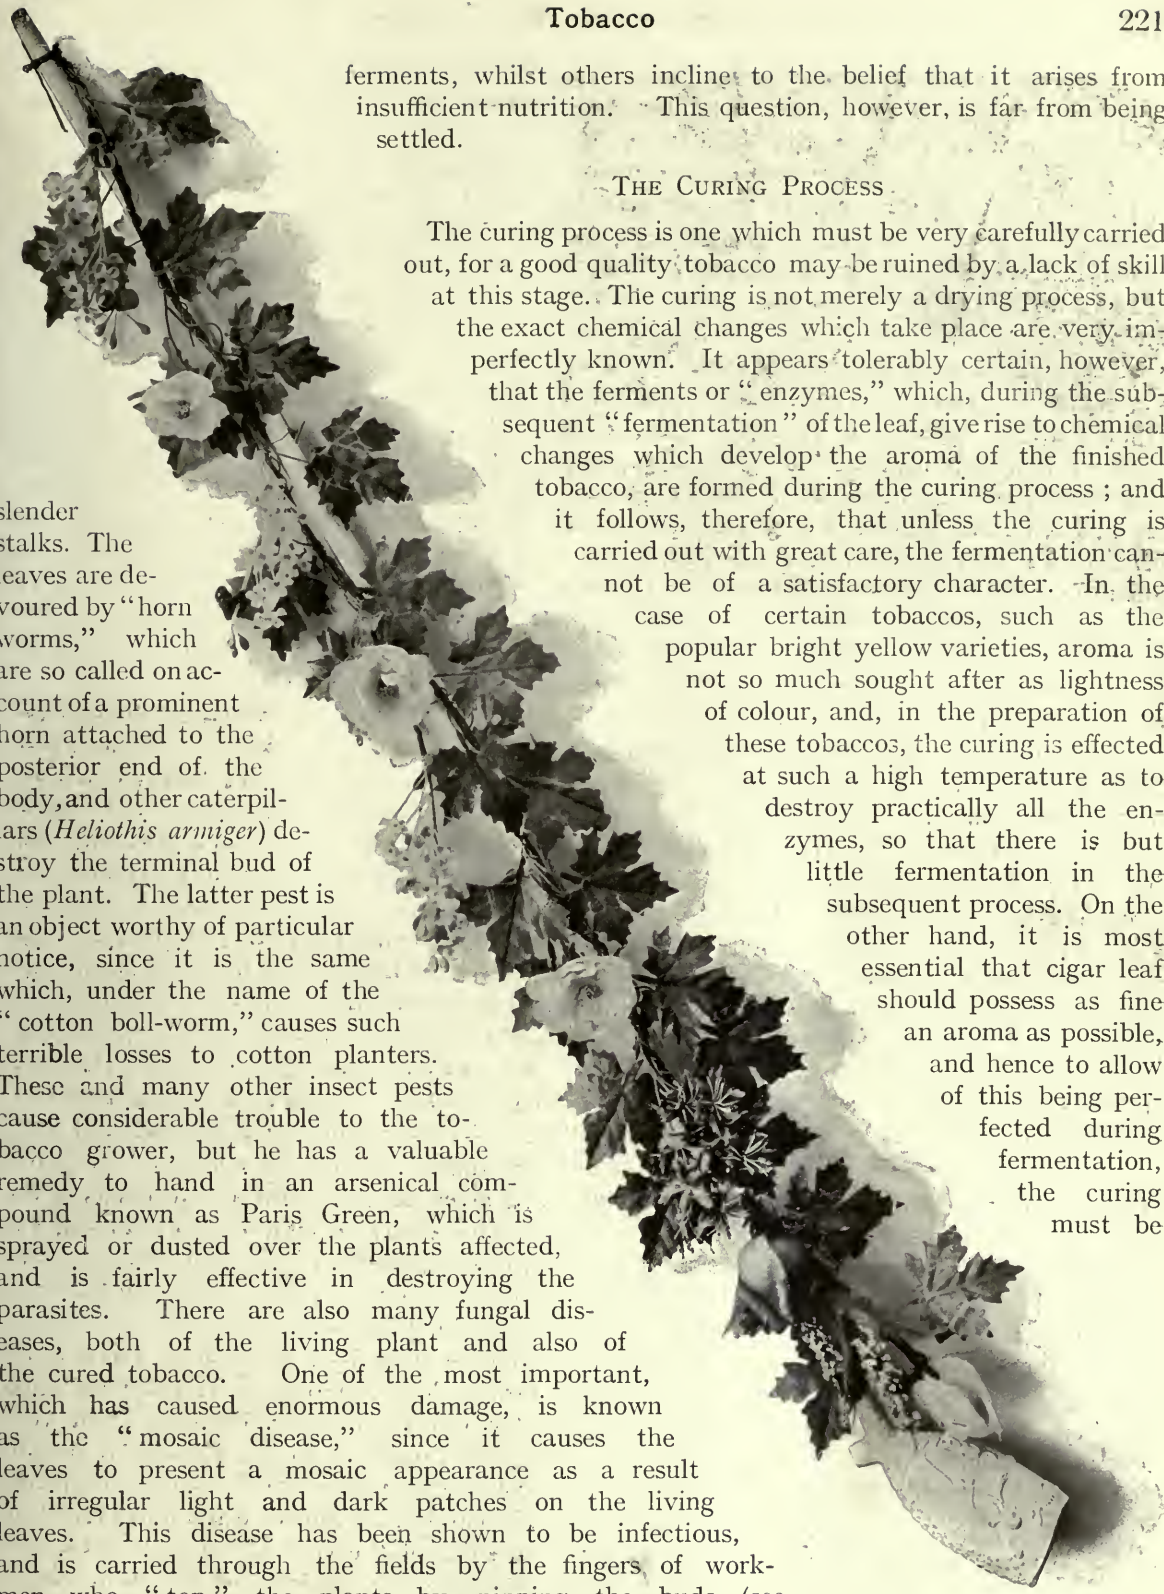 Tobacco 221
slender
stalks. The
leaves are de-
voured by "horn
worms," which
are so called on ac-
count of a prominent
horn attached to the
posterior end of the
body, and other caterpil-
lars (Heliothis armiger) de-
stroy the terminal bud of
the plant. The latter pest is
an object worthy of particular
notice, since it is the same
which, under the name of the
"cotton boll-worm," causes such
terrible losses to cotton planters.
These and many other insect pests
cause considerable trouble to the to-
bacco grower, but he has a valuable
remedy to hand in an arsenical com-
pound known as Paris Green, which is
sprayed or dusted over the plants affected,
and is fairly effective in destroying the
parasites. There are also many fungal dis-
eases, both of the living plant and also of
the cured tobacco. One of the most important,
which has caused enormous damage, is known
as the "mosaic disease," since it causes the
leaves to present a mosaic appearance as a result
of irregular light and dark patches on the living
leaves. This disease has been shown to be infectious,
and is carried through the fields by the fingers of work-
men who "top" the plants by nipping the buds (see
ferments, whilst others incline to the belief that it arises from
insufficient nutrition. This question, however, is far from being
settled.
THE CURING PROCESS
The curing process is one which must be very carefully carried
out, for a good quality tobacco may be ruined by a lack of skill
at this stage. The curing is not merely a drying process, but
the exact chemical changes which take place are very im-
perfectly known. It appears tolerably certain, however,
that the ferments or "enzymes," which, during the sub-
sequent "fermentation" of the leaf, give rise to chemical
changes which develop the aroma of the finished
tobacco, are formed during the curing process ; and
it follows, therefore, that unless the curing is
carried out with great care, the fermentation can-
not be of a satisfactory character. In the
case of certain tobaccos, such as the
popular bright yellow varieties, aroma is
not so much sought after as lightness
of colour, and, in the preparation of
these tobaccos, the curing is effected
at such a high temperature as to
destroy practically all the en-
zymes, so that there is but
little fermentation in the
subsequent process. On the
other hand, it is most
essential that cigar leaf
should possess as fine
an aroma as possible,
and hence to allow
of this being per-
fected during
fermentation,
the curing
must be